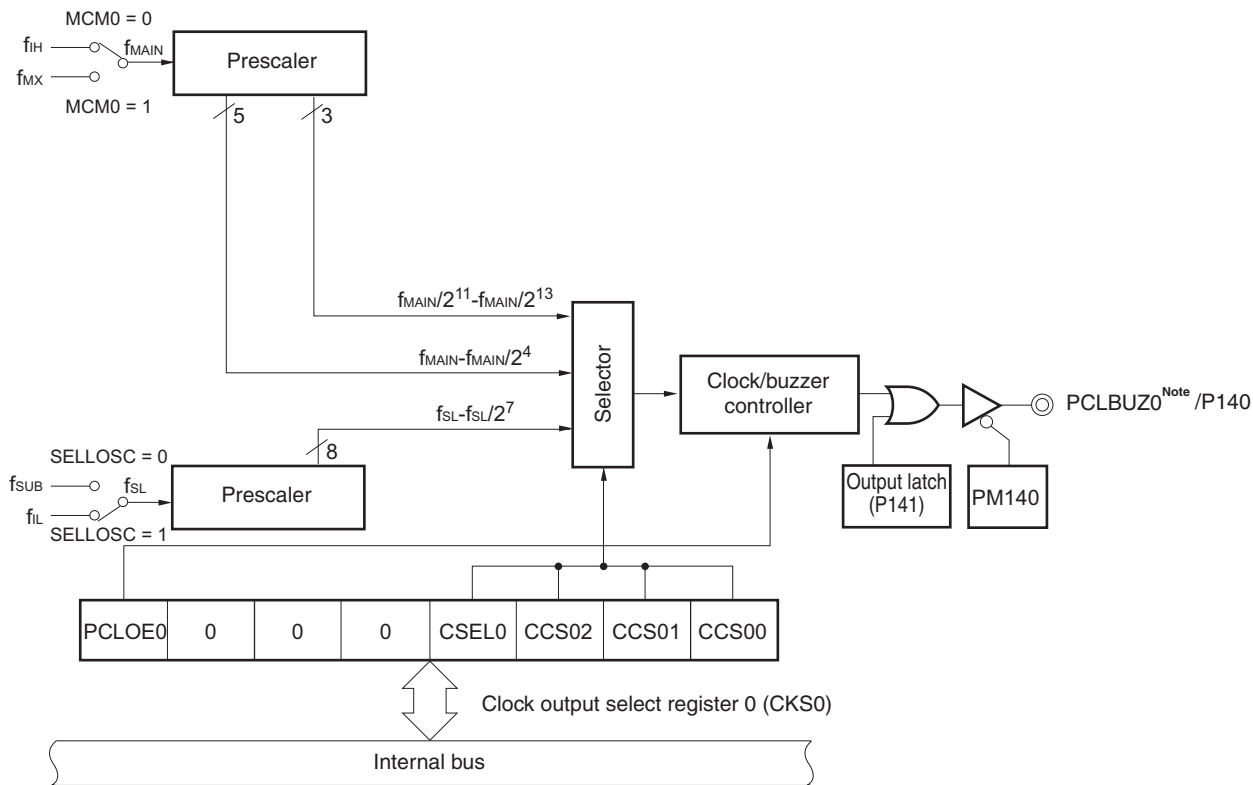 MCM0 = 0
fIH
fMAIN
Prescaler
fMX
MCM0 = 1
5
3
fMAIN/2^11-fMAIN/2^13
fMAIN-fMAIN/2^4
fSL-fSL/2^7
Selector
Clock/buzzer
controller
PCLBUZ0^Note /P140
8
SELLOSC = 0
fSUB
fSL
Prescaler
fIL
SELLOSC = 1
Output latch
(P141)
PM140
PCLOE0 0 0 0 CSEL0 CCS02 CCS01 CCS00
Clock output select register 0 (CKS0)
Internal bus